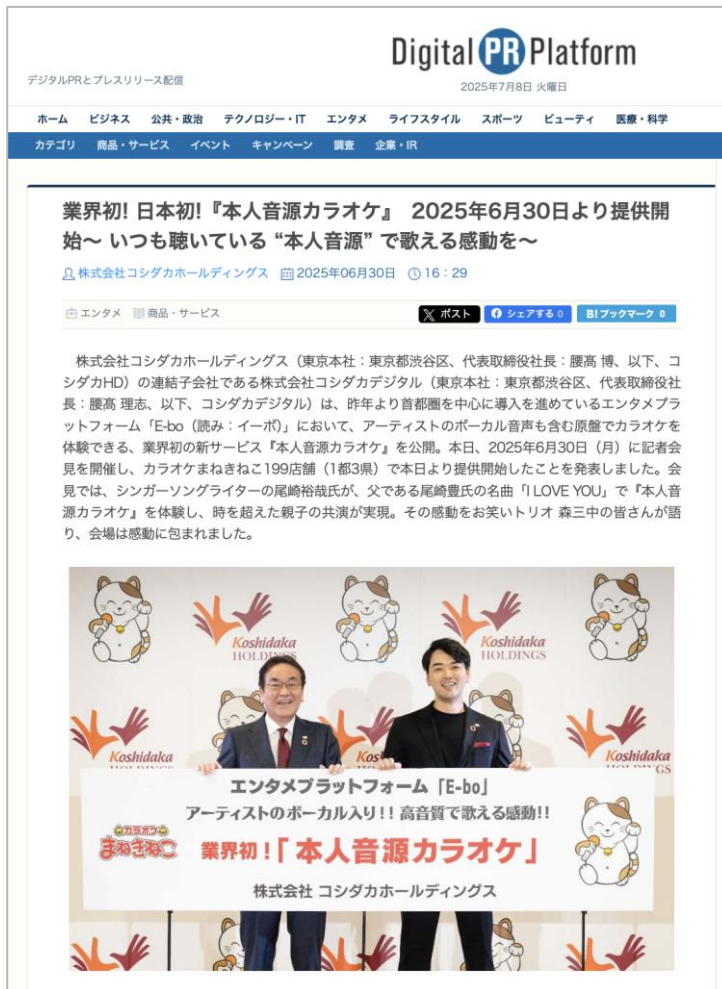 Digital PR Platform
デジタルPRとプレスリリース配信
2025年7月8日 火曜日
ホーム ビジネス 公共・政治 テクノロジー・IT エンタメ ライフスタイル スポーツ ビューティ 医療・科学
カテゴリ 商品・サービス イベント キャンペーン 調査 企業・IR
業界初! 日本初!『本人音源カラオケ』 2025年6月30日より提供開
始~ いつも聴いている “本人音源” で歌える感動を~
株式会社コシダカホールディングス 2025年06月30日 16:29
エンタメ 商品・サービス
ポスト シェアする 0 B!ブックマーク 0
株式会社コシダカホールディングス(東京本社:東京都渋谷区、代表取締役社長:腰髙 博、以下、コ
シダカHD)の連結子会社である株式会社コシダカデジタル(東京本社:東京都渋谷区、代表取締役社
長:腰髙 理志、以下、コシダカデジタル)は、昨年より首都圏を中心に導入を進めているエンタメプラ
ットフォーム「E-bo(読み:イーボ)」において、アーティストのボーカル音声も含む原盤でカラオケを
体験できる、業界初の新サービス『本人音源カラオケ』を公開。本日、2025年6月30日(月)に記者会
見を開催し、カラオケまねきねこ199店舗(1都3県)で本日より提供開始したことを発表しました。会
見では、シンガーソングライターの尾崎裕哉氏が、父である尾崎豊氏の名曲「I LOVE YOU」で『本人音
源カラオケ』を体験し、時を超えた親子の共演が実現。その感動をお笑いトリオ 森三中の皆さんが語
り、会場は感動に包まれました。
Koshidaka
HOLDINGS
Koshidaka
HOLDINGS
Koshidaka
HOLDINGS
Kos
Koshidaka
HOLDINGS
エンタメプラットフォーム「E-bo」
アーティストのボーカル入り!! 高音質で歌える感動!!
カラオケ
まねきねこ
業界初!「本人音源カラオケ」
株式会社 コシダカホールディングス